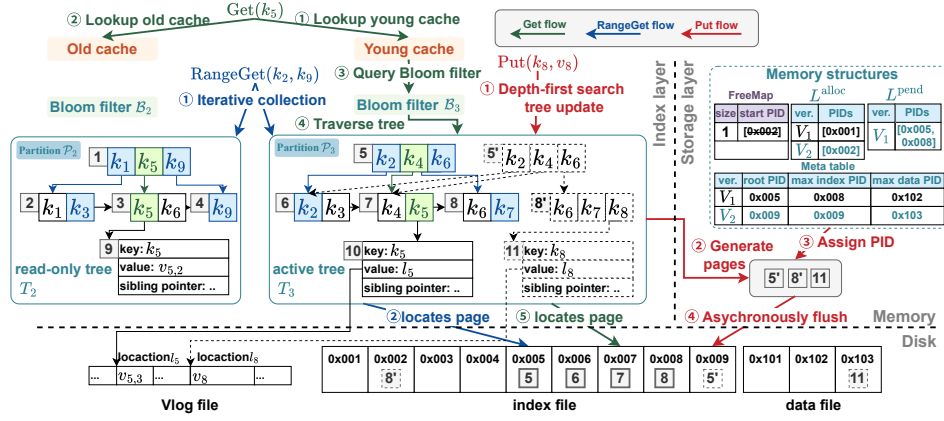 Get(k5)
② Lookup old cache
① Lookup young cache
Old cache
Young cache
③ Query Bloom filter
RangeGet(k2, k9)
① Iterative collection
Bloom filter B2
Bloom filter B3
④ Traverse tree
Put(k8, v8)
① Depth-first search
tree update
Get flow
RangeGet flow
Put flow
Index layer
Storage layer
Memory structures
FreeMap
L^alloc
L^pend
size
start PID
ver.
PIDs
ver.
PIDs
1
[0x002]
V1
[0x001]
V2
[0x002]
V1
[0x005,
0x008]
Meta table
ver.
root PID
max index PID
max data PID
V1
0x005
0x008
0x102
V2
0x009
0x009
0x103
Partition P2
1
k1
k5
k9
2
k1
k3
3
k5
k6
4
k9
9
key: k5
value: v5,2
sibling pointer: ..
read-only tree
T2
Partition P3
5
k2
k4
k6
5'
k2
k4
k6
6
k2
k3
7
k4
k5
8
k6
k7
8'
k6
k7
k8
10
key: k5
value: l5
sibling pointer: ..
11
key: k8
value: l8
sibling pointer: ..
active tree
T3
② Generate
pages
③ Assign PID
5'
8'
11
②locates page
⑤ locates page
④ Asychronously flush
Memory
Disk
locactionl5
locactionl8
...
v5,3
...
v8
...
Vlog file
0x001
0x002
0x003
0x004
0x005
0x006
0x007
0x008
0x009
8'
5
6
7
8
5'
index file
0x101
0x102
0x103
11
data file